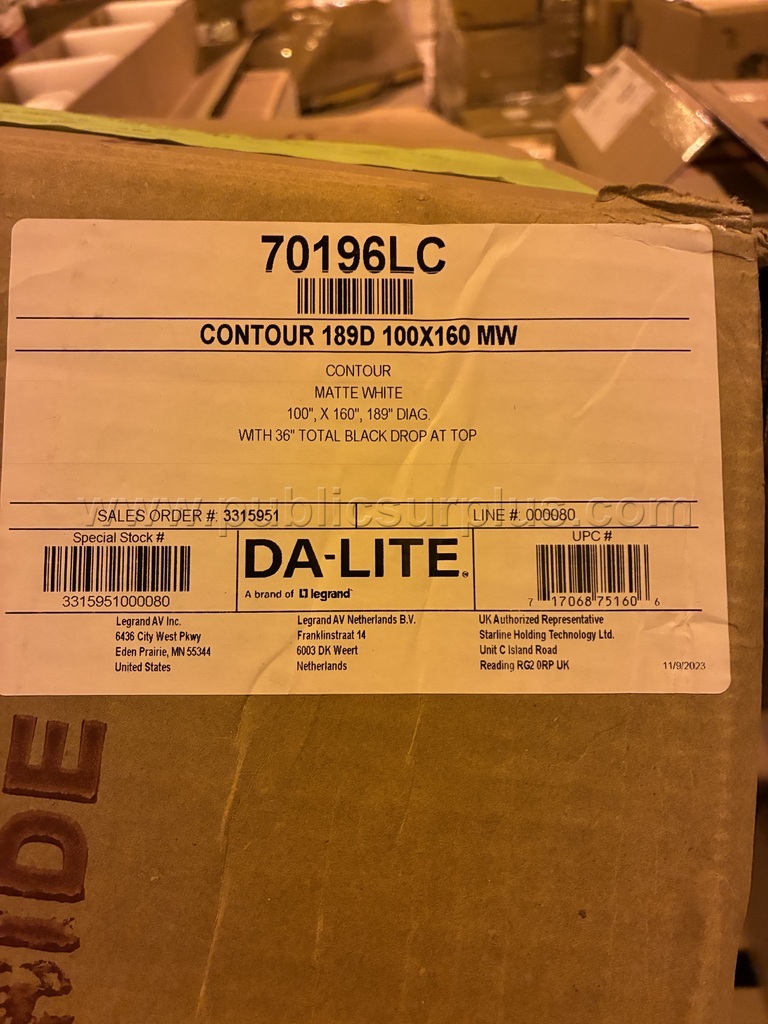 70196LC
CONTOUR 189D 100X160 MW
CONTOUR
MATTE WHITE
100", X 160", 189" DIAG.
WITH 36" TOTAL BLACK DROP AT TOP
www.publicsurplus.com
SALES ORDER #: 3315951
LINE #: 000080
Special Stock #
3315951000080
DA-LITE
A brand of legrand
UPC #
7 17068 75160 6
Legrand AV Inc.
6436 City West Pkwy
Eden Prairie, MN 55344
United States
Legrand AV Netherlands B.V.
Franklinstraat 14
6003 DK Weert
Netherlands
UK Authorized Representative
Starline Holding Technology Ltd.
Unit C Island Road
Reading RG2 0RP UK
11/9/2023
SIDE